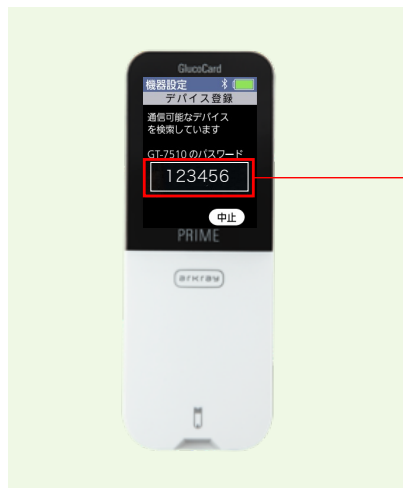 GlucoCard
機器設定
デバイス登録
通信可能なデバイス
を検索しています
GT-7510 のパスワード
123456
中止
PRIME
arkray